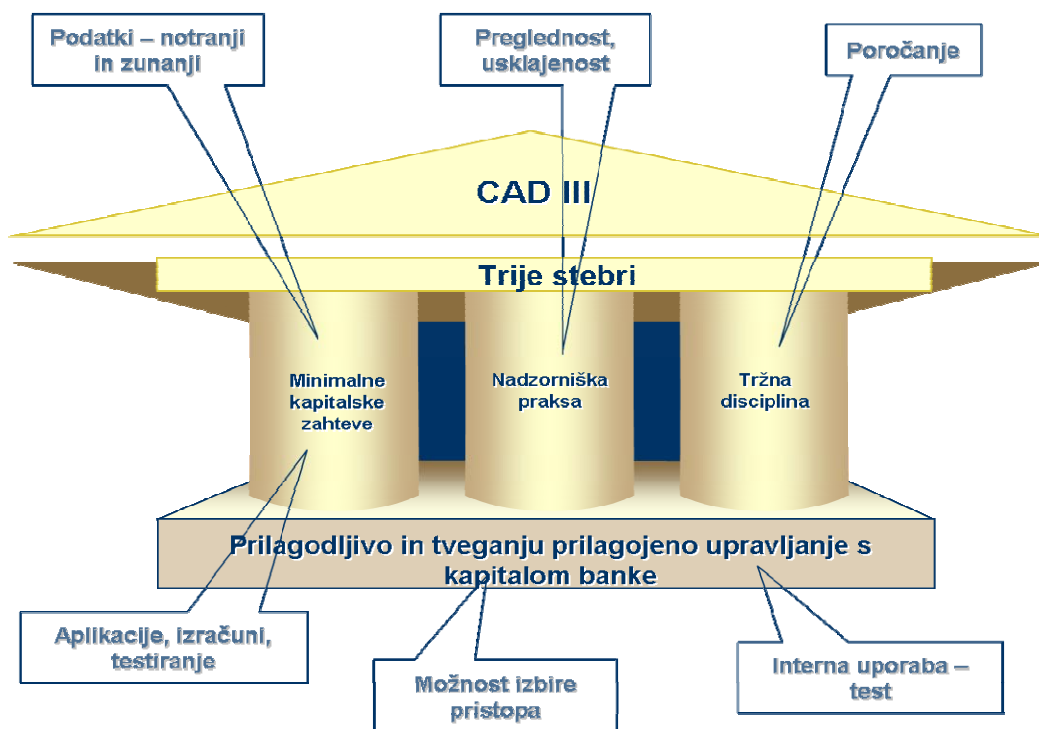 Podatki – notranji
in zunanji
Preglednost,
usklajenost
Poročanje
CAD III
Trije stebri
Minimalne
kapitalske
zahteve
Nadzorniška
praksa
Tržna
disciplina
Prilagodljivo in tveganju prilagojeno upravljanje s
kapitalom banke
Aplikacije, izračuni,
testiranje
Možnost izbire
pristopa
Interna uporaba –
test